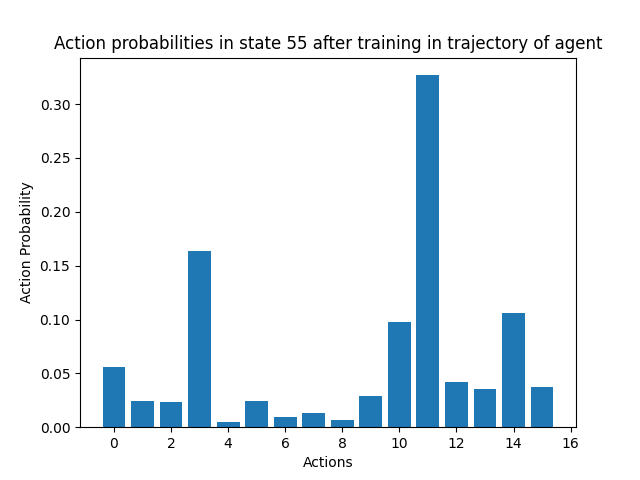 Action probabilities in state 55 after training in trajectory of agent
0.30
0.25
0.20
0.15
0.10
0.05
0.00
Action Probability
0 2 4 6 8 10 12 14 16
Actions